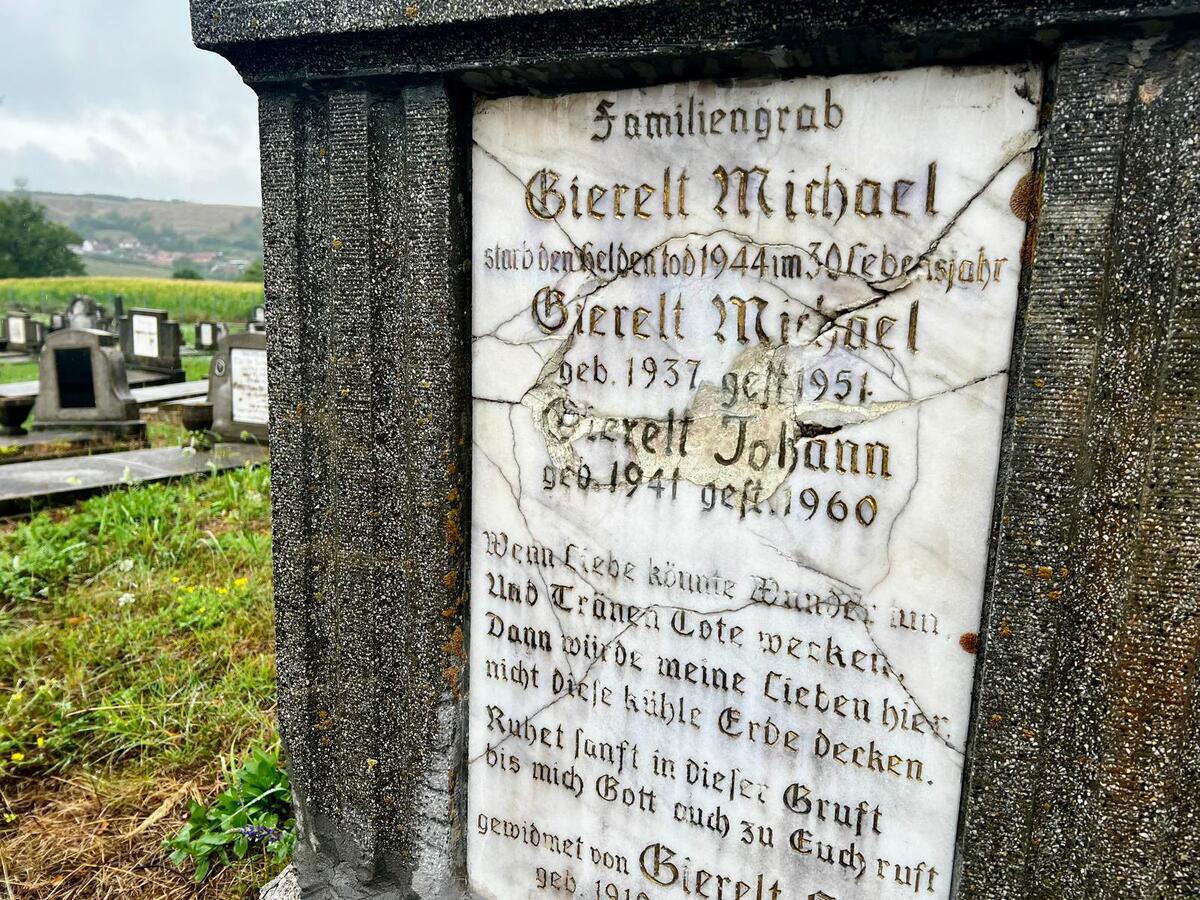 Familiengrab
Gierelt Michael
starb den Heldentod 1944 im 30 Lebensjahr
Gierelt Michael
geb. 1937 gest. 1951.
Gierelt Johann
geb. 1941 gest. 1960
Wenn Liebe könnte Wunder tun,
Und Tränen Tote wecken,
Dann würde meine Lieben hier
nicht diese kühle Erde decken.
Ruhet sanft in dieser Gruft
bis mich Gott auch zu Euch ruft
gewidmet von Gierelt
geb.